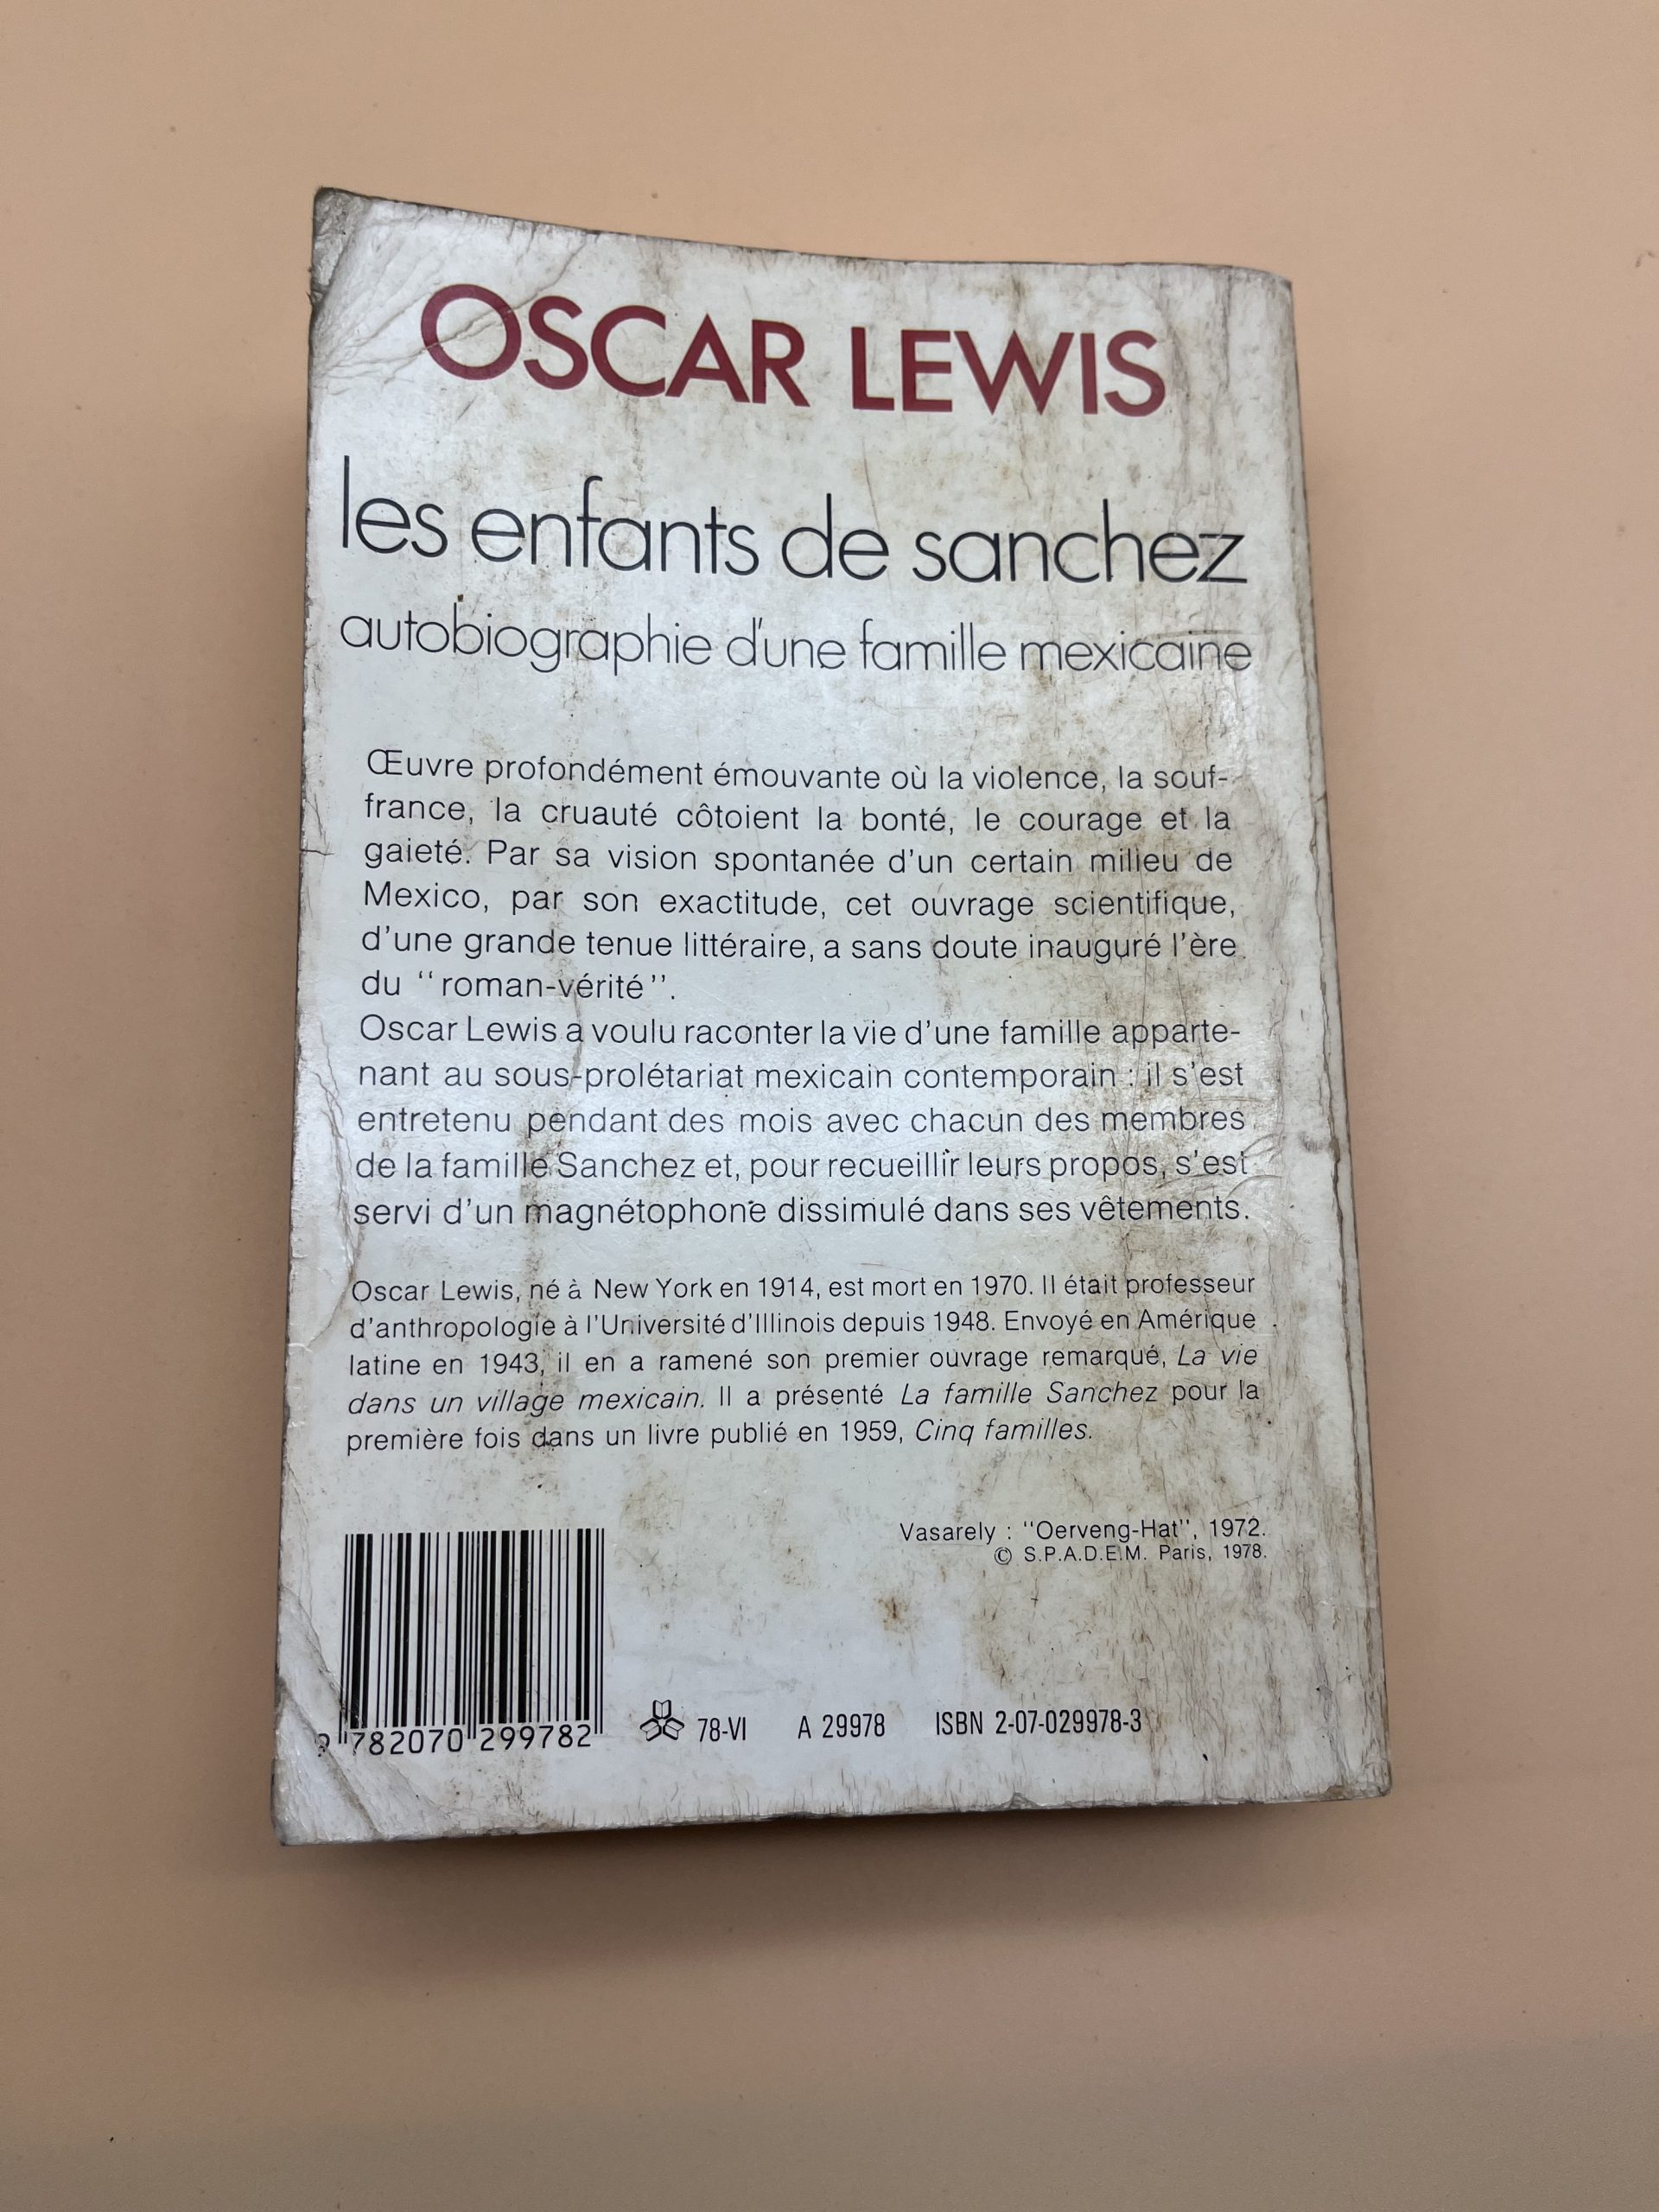 OSCAR LEWIS
les enfants de sanchez
autobiographie d'une famille mexicaine
Œuvre profondément émouvante où la violence, la souf-
france, la cruauté côtoient la bonté, le courage et la
gaieté. Par sa vision spontanée d'un certain milieu de
Mexico, par son exactitude, cet ouvrage scientifique,
d'une grande tenue littéraire, a sans doute inauguré l'ère
du "roman-vérité".
Oscar Lewis a voulu raconter la vie d'une famille apparte-
nant au sous-prolétariat mexicain contemporain : il s'est
entretenu pendant des mois avec chacun des membres
de la famille Sanchez et, pour recueillir leurs propos, s'est
servi d'un magnétophone dissimulé dans ses vêtements.
Oscar Lewis, né à New York en 1914, est mort en 1970. Il était professeur
d'anthropologie à l'Université d'Illinois depuis 1948. Envoyé en Amérique
latine en 1943, il en a ramené son premier ouvrage remarqué, La vie
dans un village mexicain. Il a présenté La famille Sanchez pour la
première fois dans un livre publié en 1959, Cinq familles.
Vasarely : "Oerveng-Hat", 1972.
© S.P.A.D.E.M. Paris, 1978.
9 782070 299782
78-VI A 29978 ISBN 2-07-029978-3